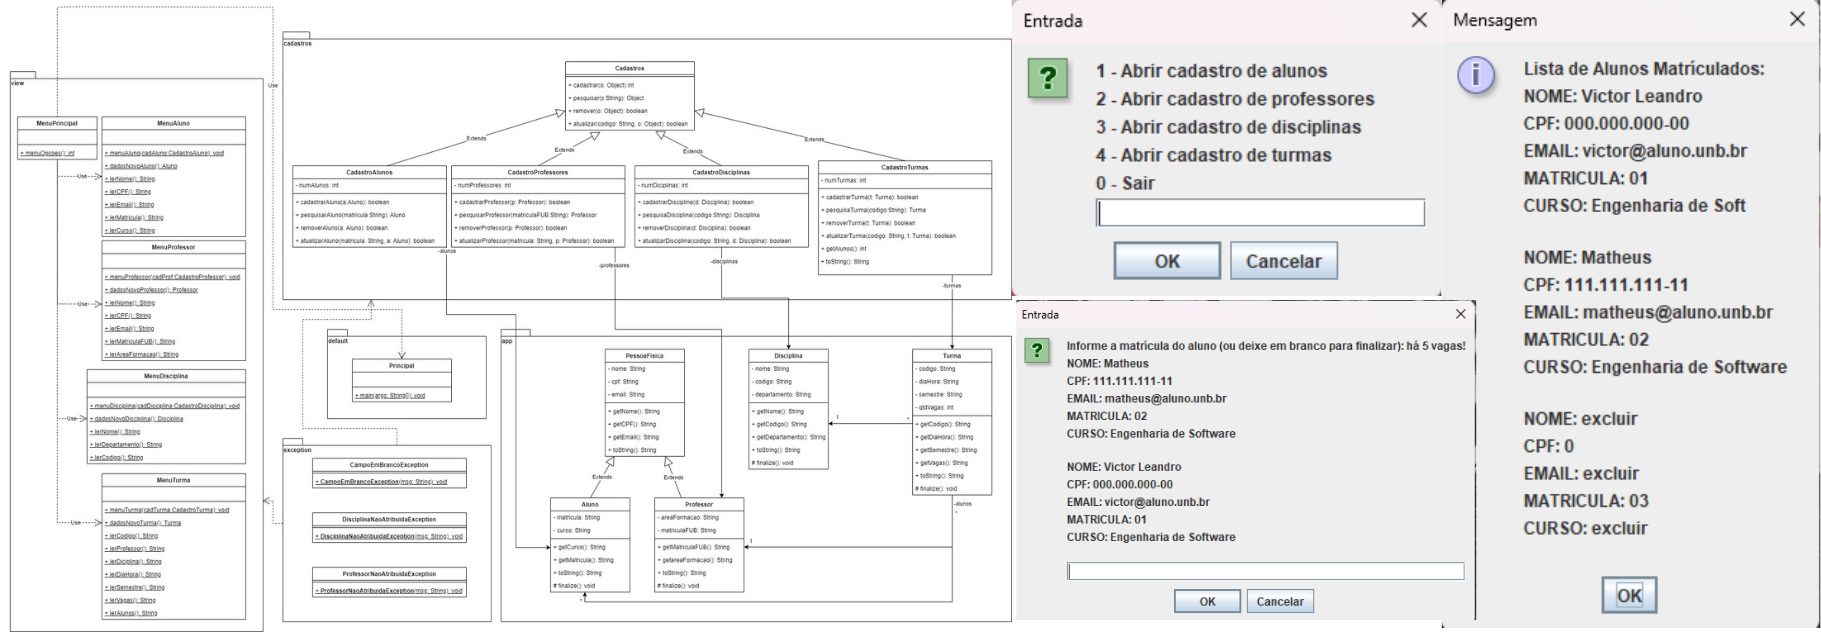 view
MenuPrincipal
+ menuOpcoes(): int
MenuAluno
+ menuAluno(cadAluno:CadastroAluno): void
+ dadosNovoAluno(): Aluno
+ lerNome(): String
+ lerCPF(): String
+ lerEmail(): String
+ lerMatricula(): String
+ lerCurso(): String
MenuProfessor
+ menuProfessor(cadProf:CadastroProfessor): void
+ dadosNovoProfessor(): Professor
+ lerNome(): String
+ lerCPF(): String
+ lerEmail(): String
+ lerMatriculaFUB(): String
+ lerAreaFormacao(): String
MenuDisciplina
+ menuDisciplina(cadDisciplina:CadastroDisciplina): void
+ dadosNovoDisciplina(): Disciplina
+ lerNome(): String
+ lerDepartamento(): String
+ lerCodigo(): String
MenuTurma
+ menuTurma(cadTurma:CadastroTurma): void
+ dadosNovoTurma(): Turma
+ lerCodigo(): String
+ lerProfessor(): String
+ lerDiciplina(): String
+ lerDiaHora(): String
+ lerSemestre(): String
+ lerVagas(): String
+ lerAlunos(): String
Use
Use
Use
Use
Use
cadastros
Cadastros
+ cadastrar(o: Object):int
+ pesquisar(s:String): Object
+ remover(o: Object): boolean
+ atualizar(codigo: String, o: Object): boolean
Extends
Extends
Extends
Extends
CadastroAlunos
- numAlunos: int
+ cadastrarAluno(a:Aluno): boolean
+ pesquisarAluno(matricula:String): Aluno
+ removerAluno(a: Aluno): boolean
+ atualizarAluno(matricula: String, a: Aluno): boolean
CadastroProfessores
- numProfessores: int
+ cadastrarProfessor(p: Professor): boolean
+ pesquisarProfessor(matriculaFUB:String): Professor
+ removerProfessor(p: Professor): boolean
+ atualizarProfessor(matricula: String, p: Professor): boolean
CadastroDisciplinas
- numDiciplinas: int
+ cadastrarDisciplina(d: Disciplina): boolean
+ pesquisaDisciplina(codigo:String): Disciplina
+ removerDisciplina(d: Disciplina): boolean
+ atualizarDisciplina(codigo: String, d: Disciplina): boolean
CadastroTurmas
- numTurmas: int
+ cadastrarTurma(t: Turma): boolean
+ pesquisaTurma(codigo:String): Turma
+ removerTurma(t: Turma): boolean
+ atualizarTurma(codigo: String, t: Turma): boolean
+ getAlunos(): int
+ toString(): String
-alunos
-professores
-disciplinas
-turmas
default
Principal
+ main(args: String[]): void
exception
CampoEmBrancoException
+ CampoEmBrancoException(msg: String): void
DisciplinaNaoAtribuidaException
+ DisciplinaNaoAtribuidaException(msg: String): void
ProfessorNaoAtribuidaException
+ ProfessorNaoAtribuidaException(msg: String): void
app
PessoaFisica
- nome: String
- cpf: String
- email: String
+ getNome(): String
+ getCPF(): String
+ getEmail(): String
+ toString(): String
Extends
Extends
Aluno
- matricula: String
- curso: String
+ getCurso(): String
+ getMatricula(): String
+ toString(): String
# finalize(): void
Professor
- areaFormacao: String
- matriculaFUB: String
+ getMatriculaFUB(): String
+ getareaFormacao(): String
+ toString(): String
# finalize(): void
Disciplina
- nome: String
- codigo: String
- departamento: String
+ getNome(): String
+ getCodigo(): String
+ getDepartamento(): String
+ toString(): String
# finalize(): void
Turma
- codigo: String
- diaHora: String
- semestre: String
- qtdVagas: int
+ getCodigo(): String
+ getDiaHora(): String
+ getSemestre(): String
+ getVagas(): String
+ toString(): String
# finalize(): void
1
*
-alunos
*
1
*
Entrada
1 - Abrir cadastro de alunos
2 - Abrir cadastro de professores
3 - Abrir cadastro de disciplinas
4 - Abrir cadastro de turmas
0 - Sair
OK Cancelar
Entrada
Informe a matrícula do aluno (ou deixe em branco para finalizar): há 5 vagas!
NOME: Matheus
CPF: 111.111.111-11
EMAIL: matheus@aluno.unb.br
MATRICULA: 02
CURSO: Engenharia de Software
NOME: Victor Leandro
CPF: 000.000.000-00
EMAIL: victor@aluno.unb.br
MATRICULA: 01
CURSO: Engenharia de Software
OK Cancelar
Mensagem
Lista de Alunos Matrículados:
NOME: Victor Leandro
CPF: 000.000.000-00
EMAIL: victor@aluno.unb.br
MATRICULA: 01
CURSO: Engenharia de Soft
NOME: Matheus
CPF: 111.111.111-11
EMAIL: matheus@aluno.unb.br
MATRICULA: 02
CURSO: Engenharia de Software
NOME: excluir
CPF: 0
EMAIL: excluir
MATRICULA: 03
CURSO: excluir
OK